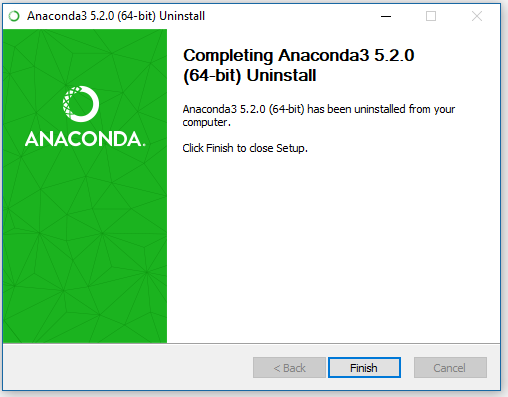 Anaconda3 5.2.0 (64-bit) Uninstall
Completing Anaconda3 5.2.0
(64-bit) Uninstall
ANACONDA.
Anaconda3 5.2.0 (64-bit) has been uninstalled from your
computer.
Click Finish to close Setup.
< Back
Finish
Cancel